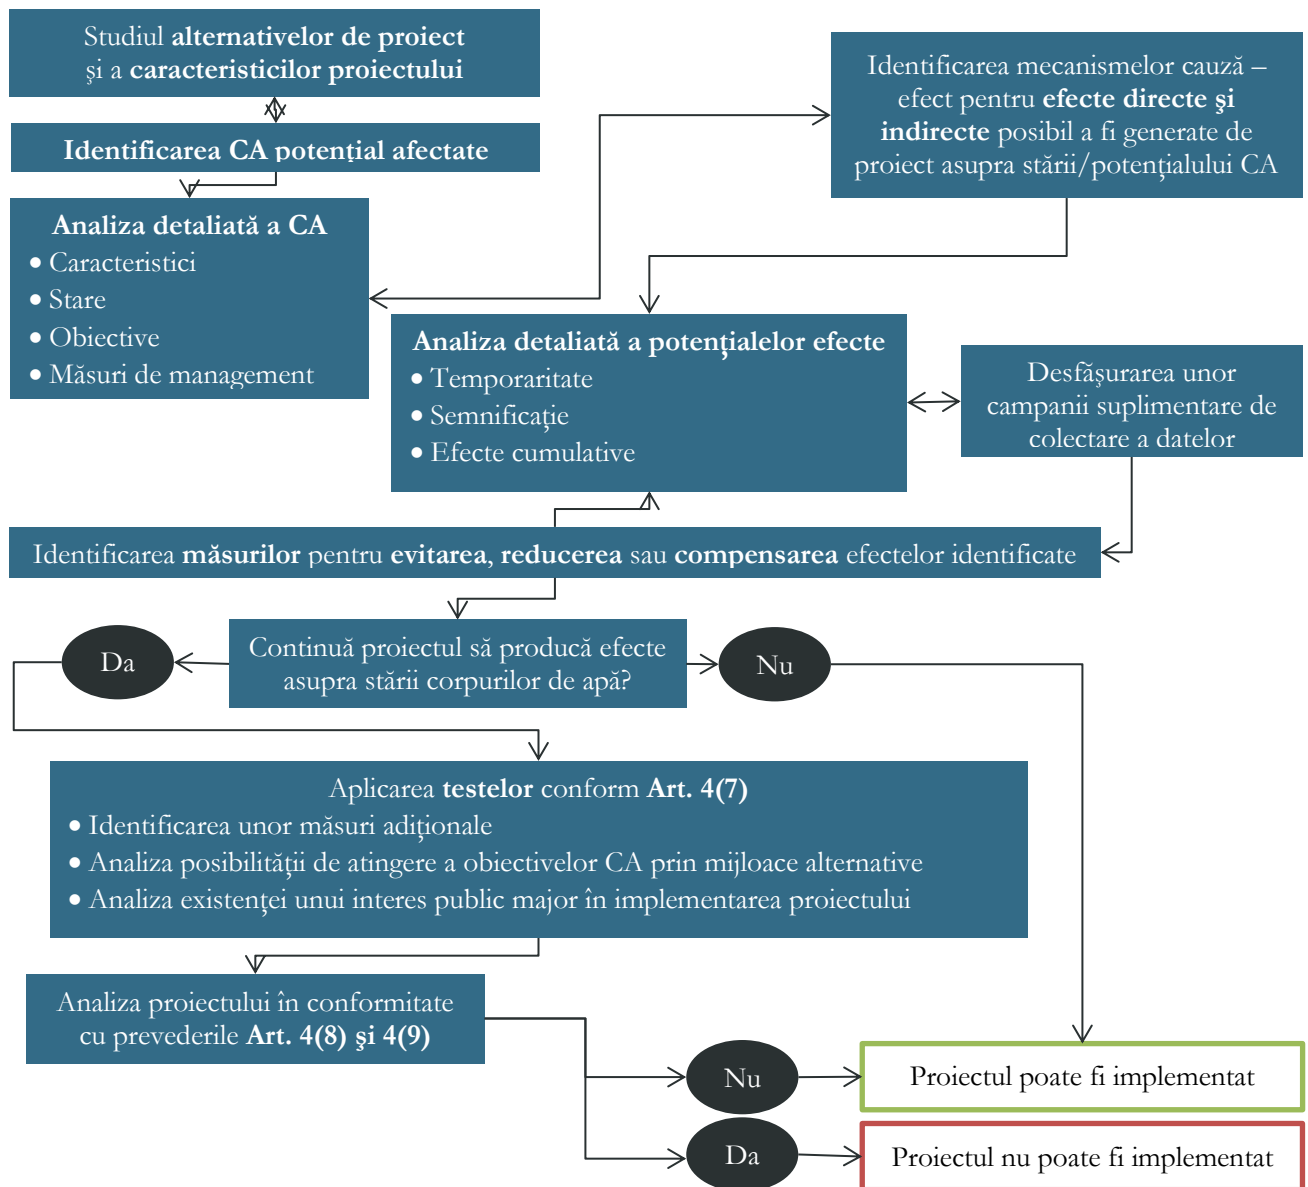 Studiul alternativelor de proiect
şi a caracteristicilor proiectului
Identificarea CA potenţial afectate
Analiza detaliată a CA
• Caracteristici
• Stare
• Obiective
• Măsuri de management
Identificarea mecanismelor cauză –
efect pentru efecte directe şi
indirecte posibil a fi generate de
proiect asupra stării/potenţialului CA
Analiza detaliată a potenţialelor efecte
• Temporaritate
• Semnificaţie
• Efecte cumulative
Desfăşurarea unor
campanii suplimentare de
colectare a datelor
Identificarea măsurilor pentru evitarea, reducerea sau compensarea efectelor identificate
Da
Continuă proiectul să producă efecte
asupra stării corpurilor de apă?
Nu
Aplicarea testelor conform Art. 4(7)
• Identificarea unor măsuri adiţionale
• Analiza posibilităţii de atingere a obiectivelor CA prin mijloace alternative
• Analiza existenţei unui interes public major în implementarea proiectului
Analiza proiectului în conformitate
cu prevederile Art. 4(8) şi 4(9)
Nu
Proiectul poate fi implementat
Da
Proiectul nu poate fi implementat